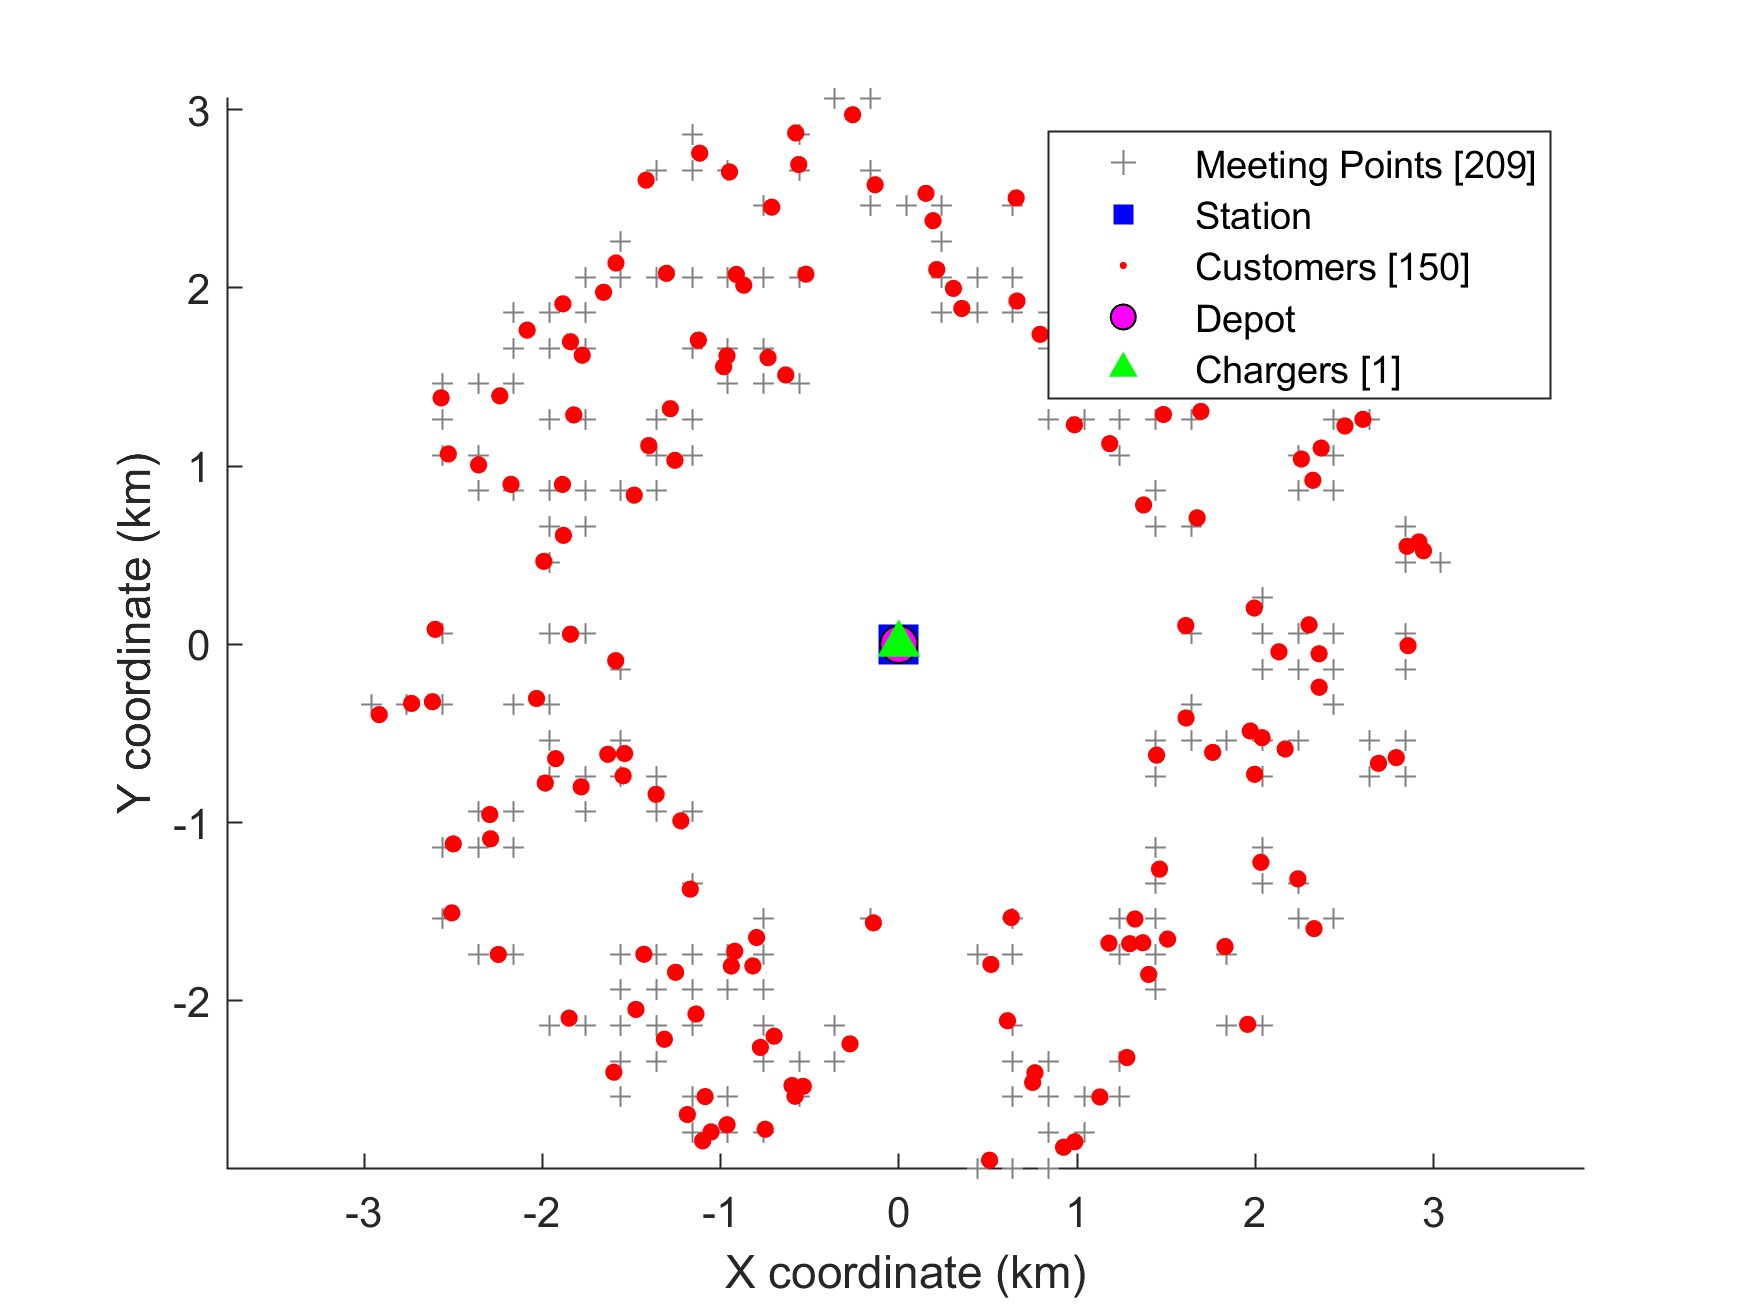 3
2
1
0
-1
-2
-3
-2
-1
0
1
2
3
Y coordinate (km)
X coordinate (km)
Meeting Points [209]
Station
Customers [150]
Depot
Chargers [1]